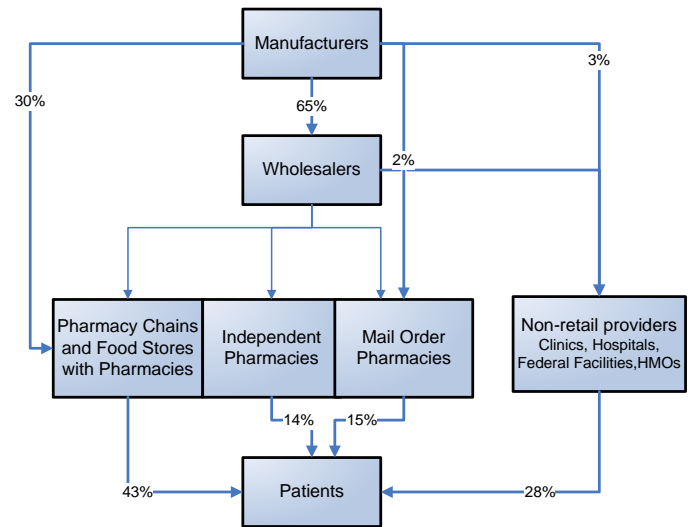 Manufacturers
3%
30%
65%
2%
Wholesalers
Pharmacy Chains
and Food Stores
with Pharmacies
Independent
Pharmacies
Mail Order
Pharmacies
Non-retail providers
Clinics, Hospitals,
Federal Facilities,HMOs
14%
15%
43%
Patients
28%